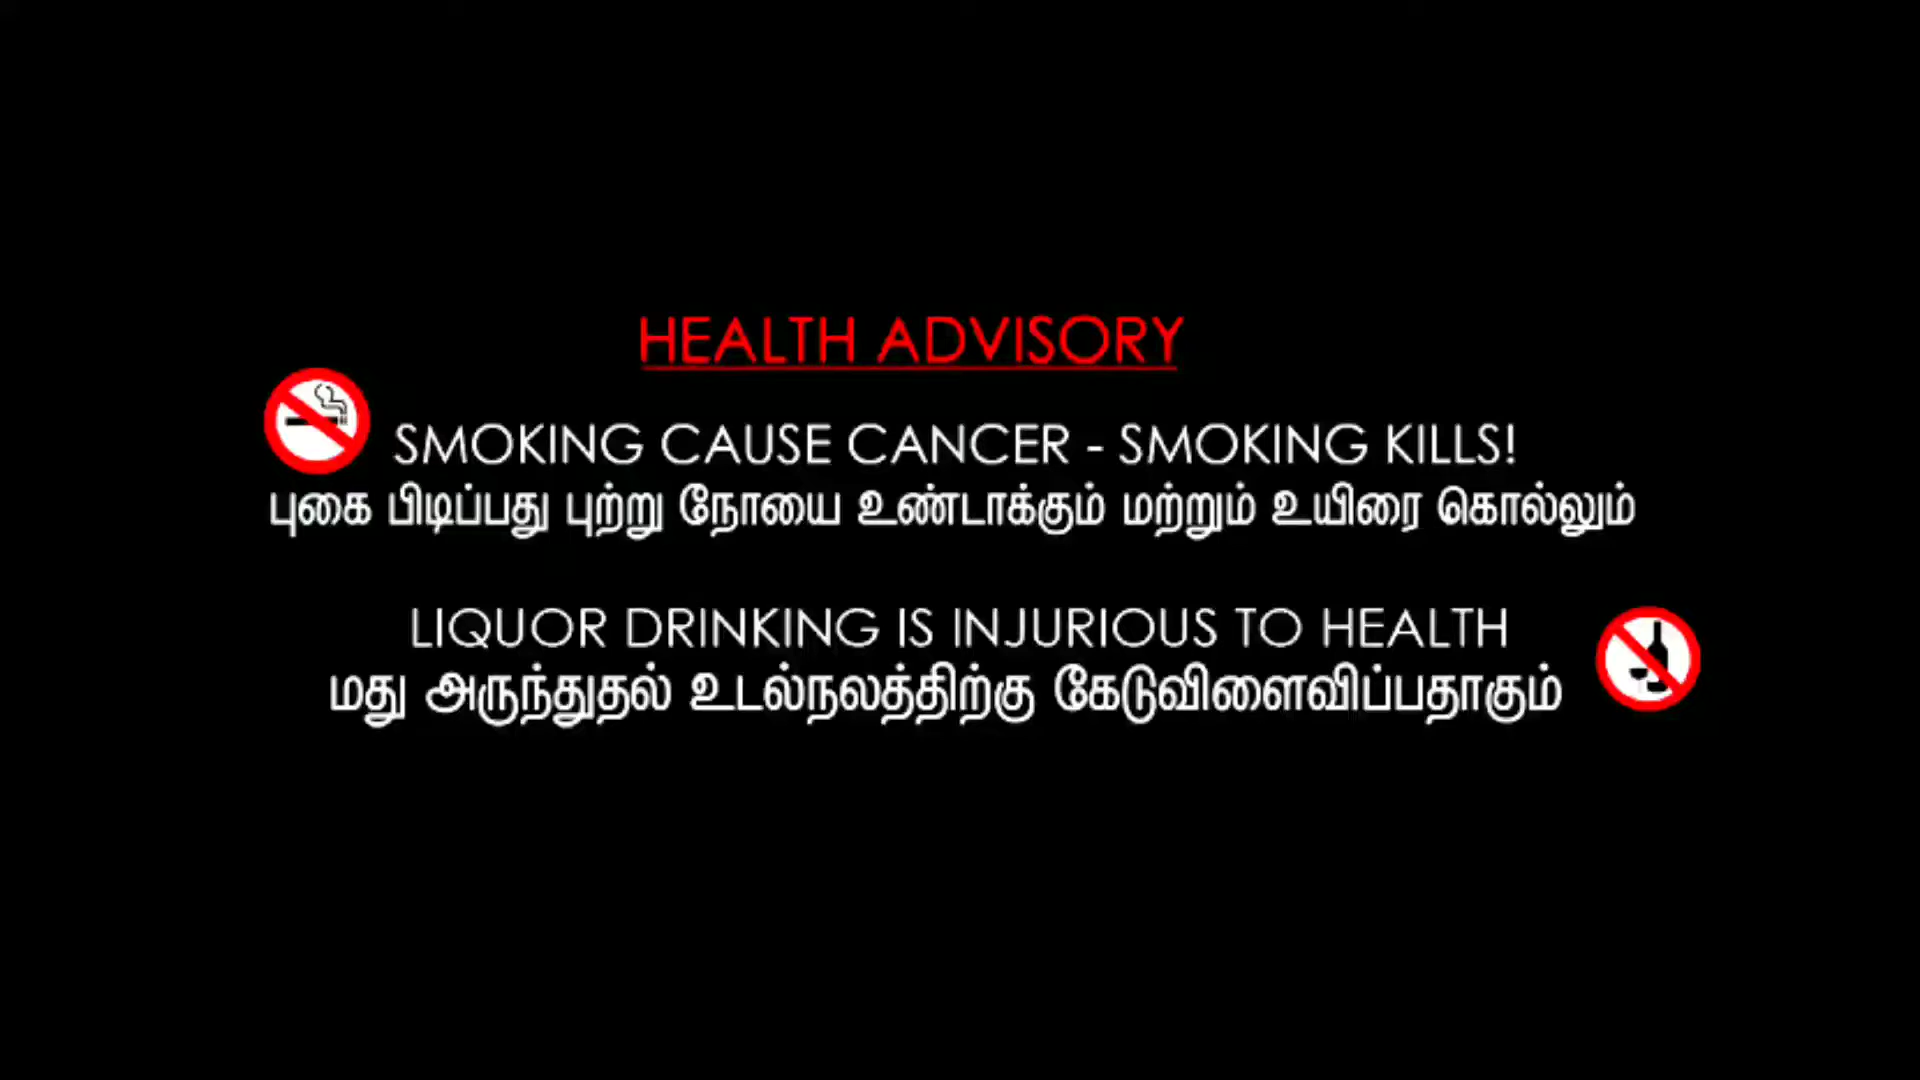 HEALTH ADVISORY
SMOKING CAUSE CANCER - SMOKING KILLS!
புகை பிடிப்பது புற்று நோயை உண்டாக்கும் மற்றும் உயிரை கொல்லும்
LIQUOR DRINKING IS INJURIOUS TO HEALTH
மது அருந்துதல் உடல்நலத்திற்கு கேடுவிளைவிப்பதாகும்